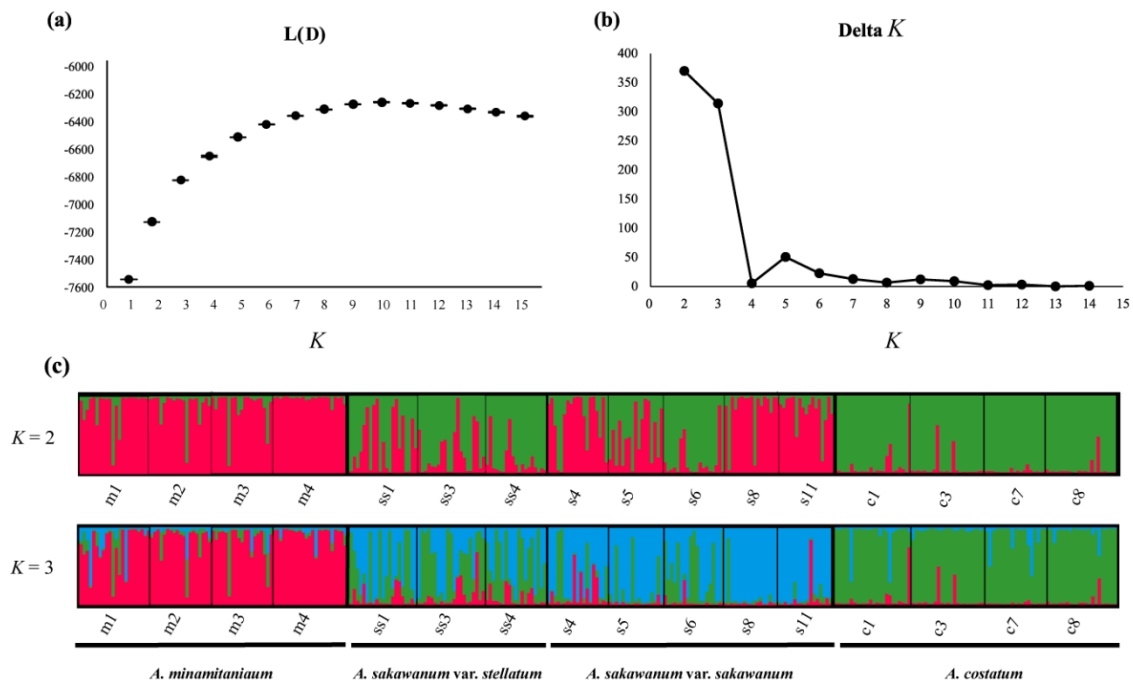 (a)
L(D)
-6000
-6200
-6400
-6600
-6800
-7000
-7200
-7400
-7600
0 1 2 3 4 5 6 7 8 9 10 11 12 13 14 15
K
(b)
Delta K
400
350
300
250
200
150
100
50
0
0 2 3 4 5 6 7 8 9 10 11 12 13 14 15
K
(c)
K = 2
m1 m2 m3 m4 ss1 ss3 ss4 s4 s5 s6 s8 s11 c1 c3 c7 c8
K = 3
m1 m2 m3 m4 ss1 ss3 ss4 s4 s5 s6 s8 s11 c1 c3 c7 c8
A. minamitaniaum A. sakawanum var. stellatum A. sakawanum var. sakawanum A. costatum